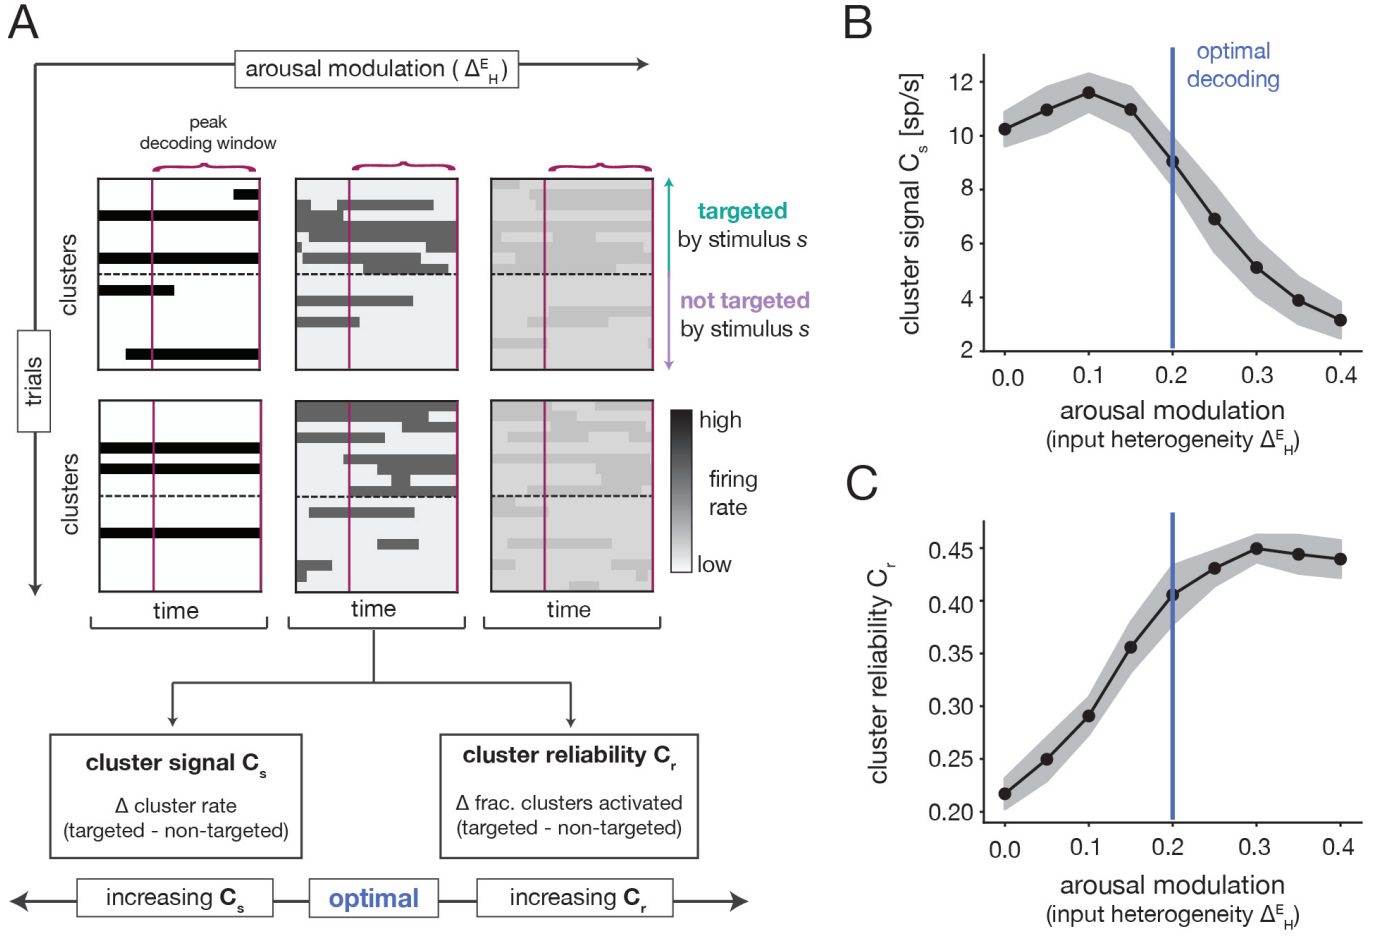 A
arousal modulation ( Δ^E_H )
peak
decoding window
clusters
targeted
by stimulus s
not targeted
by stimulus s
trials
clusters
high
firing
rate
low
time
time
time
cluster signal C_s
Δ cluster rate
(targeted - non-targeted)
cluster reliability C_r
Δ frac. clusters activated
(targeted - non-targeted)
increasing C_s
optimal
increasing C_r
B
optimal
decoding
cluster signal C_s [sp/s]
12
10
8
6
4
2
0.0
0.1
0.2
0.3
0.4
arousal modulation
(input heterogeneity Δ^E_H)
C
cluster reliability C_r
0.45
0.40
0.35
0.30
0.25
0.20
0.0
0.1
0.2
0.3
0.4
arousal modulation
(input heterogeneity Δ^E_H)